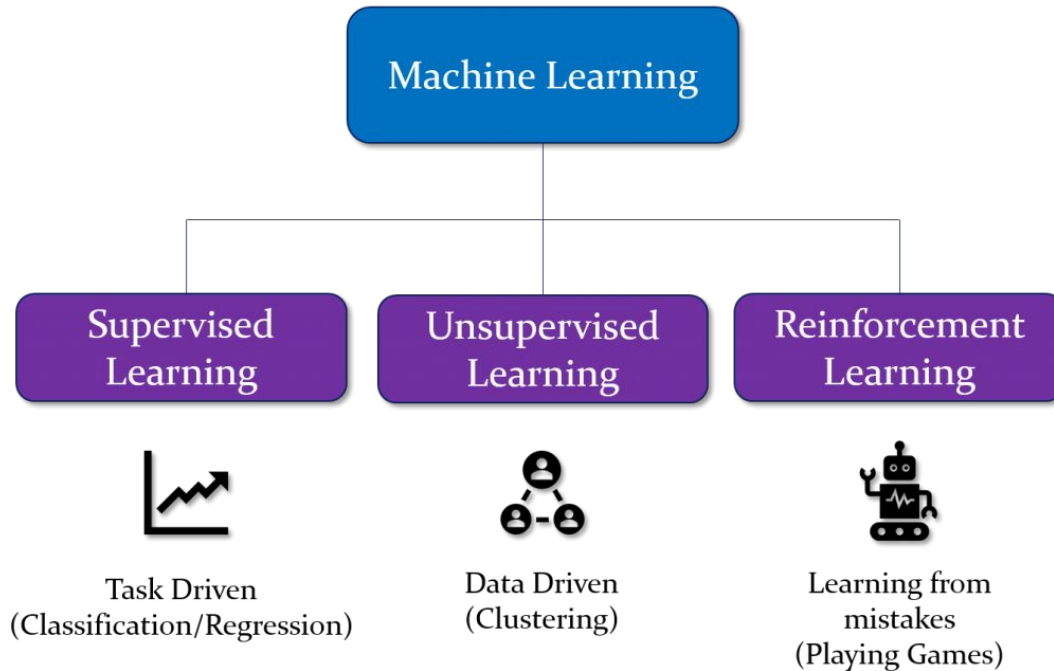 Machine Learning
Supervised
Learning
Unsupervised
Learning
Reinforcement
Learning
Task Driven
(Classification/Regression)
Data Driven
(Clustering)
Learning from
mistakes
(Playing Games)